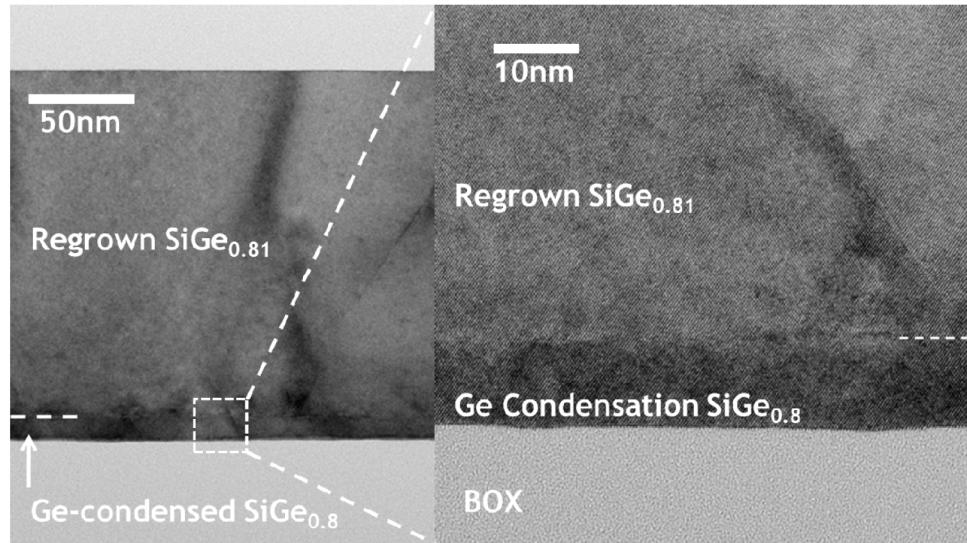 50nm
Regrown SiGe₀.₈₁
Ge-condensed SiGe₀.₈
10nm
Regrown SiGe₀.₈₁
Ge Condensation SiGe₀.₈
BOX